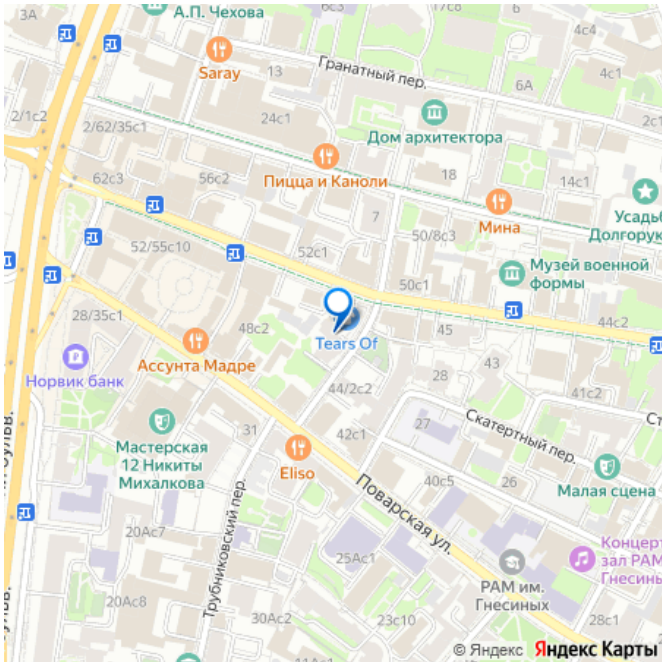 А.П. Чехова
6с3
17с8
6с4
4с2
Saray
13
Гранатный пер.
6А
4с1
2/1с2
24с1
Дом архитектора
2/62/35с1
Пицца и Каноли
18
62с3
56с2
14с1
7
Мина
Усадьб
Долгорук
52/55с10
52с1
50/8с3
Музей военной
формы
50с1
28/35с1
44с2
48с2
45
Tears Of
Ассунта Мадре
43
Норвик банк
28
44/2с2
41с2
Ст
Скатертный пер.
27
Мастерская
12 Никиты
Михалкова
31
42с1
Eliso
40с5
26
Малая сцена
Поварская ул.
20Ас7
Трубниковский пер.
Концерт
зал РАМ
Гнесиных
25Ас1
РАМ им.
Гнесиных
20Ас8
30Ас2
23с10
28с1
© Яндекс Яндекс Карты